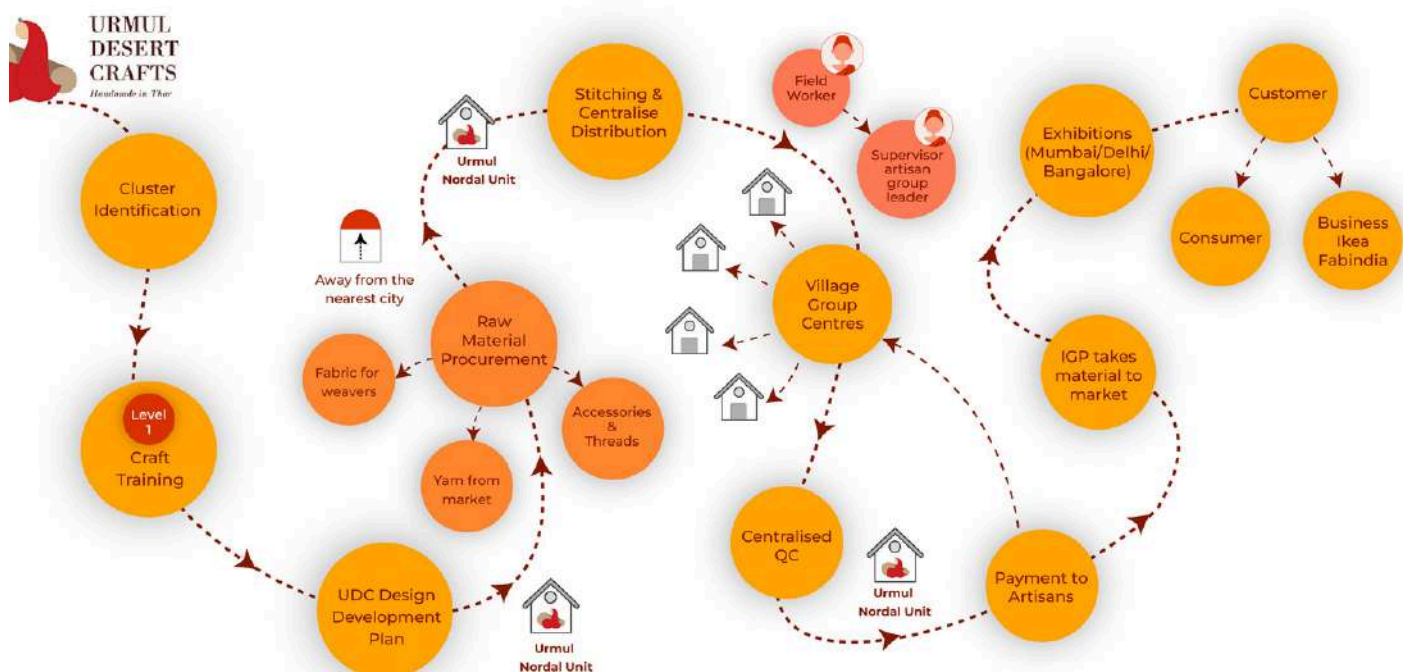 URMUL
DESERT
CRAFTS
Handmade in Thar
Cluster
Identification
Level
1
Craft
Training
UDC Design
Development
Plan
Urmul
Nordal Unit
Raw
Material
Procurement
Fabric for
weavers
Yarn from
market
Accessories
&
Threads
Away from the
nearest city
Urmul
Nordal Unit
Stitching &
Centralise
Distribution
Field
Worker
Supervisor
artisan
group
leader
Village
Group
Centres
Centralised
QC
Urmul
Nordal Unit
Payment to
Artisans
IGP takes
material to
market
Exhibitions
(Mumbai/Delhi/
Bangalore)
Customer
Consumer
Business
Ikea
Fabindia